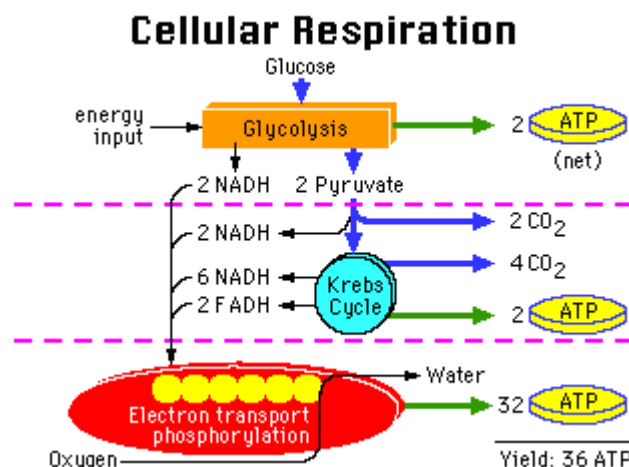 Cellular Respiration
Glucose
energy
input
Glycolysis
2 ATP
(net)
2 NADH
2 Pyruvate
2 NADH
2 CO₂
6 NADH
Krebs
Cycle
4 CO₂
2 FADH
2 ATP
Water
Electron transport
phosphorylation
32 ATP
Oxygen
Yield: 36 ATP